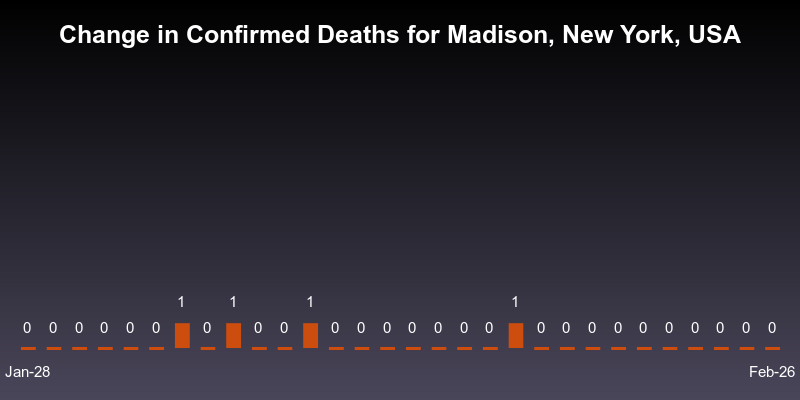 Change in Confirmed Deaths for Madison, New York, USA
1 1 1 1
0 0 0 0 0 0 0 0 0 0 0 0 0 0 0 0 0 0 0 0 0 0 0 0 0 0
Jan-28 Feb-26